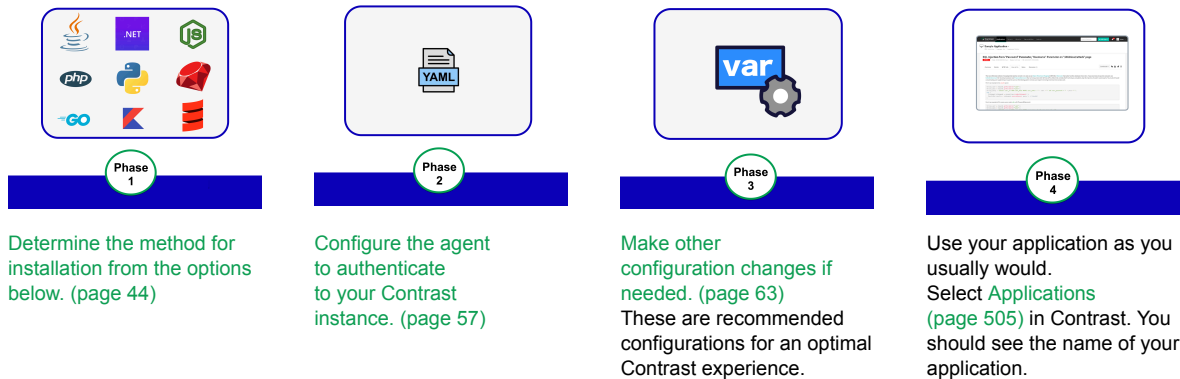 .NET
JS
php
GO
YAML
var
Phase
1
Phase
2
Phase
3
Phase
4
Determine the method for
installation from the options
below. (page 44)
Configure the agent
to authenticate
to your Contrast
instance. (page 57)
Make other
configuration changes if
needed. (page 63)
These are recommended
configurations for an optimal
Contrast experience.
Use your application as you
usually would.
Select Applications
(page 505) in Contrast. You
should see the name of your
application.